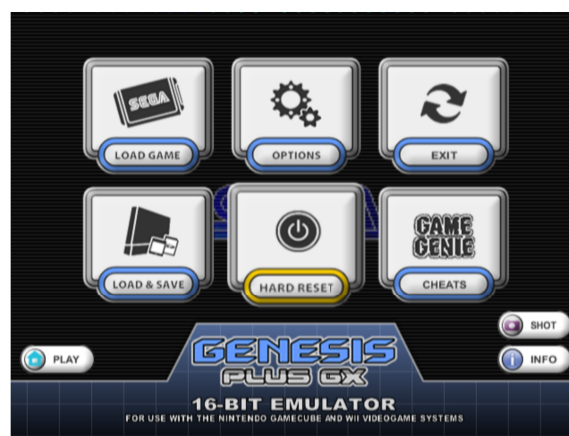 SEGA
LOAD GAME
OPTIONS
EXIT
GAME
GENIE
LOAD & SAVE
HARD RESET
CHEATS
SHOT
PLAY
INFO
GENESIS
PLUS GX
16-BIT EMULATOR
FOR USE WITH THE NINTENDO GAMECUBE AND WII VIDEOGAME SYSTEMS